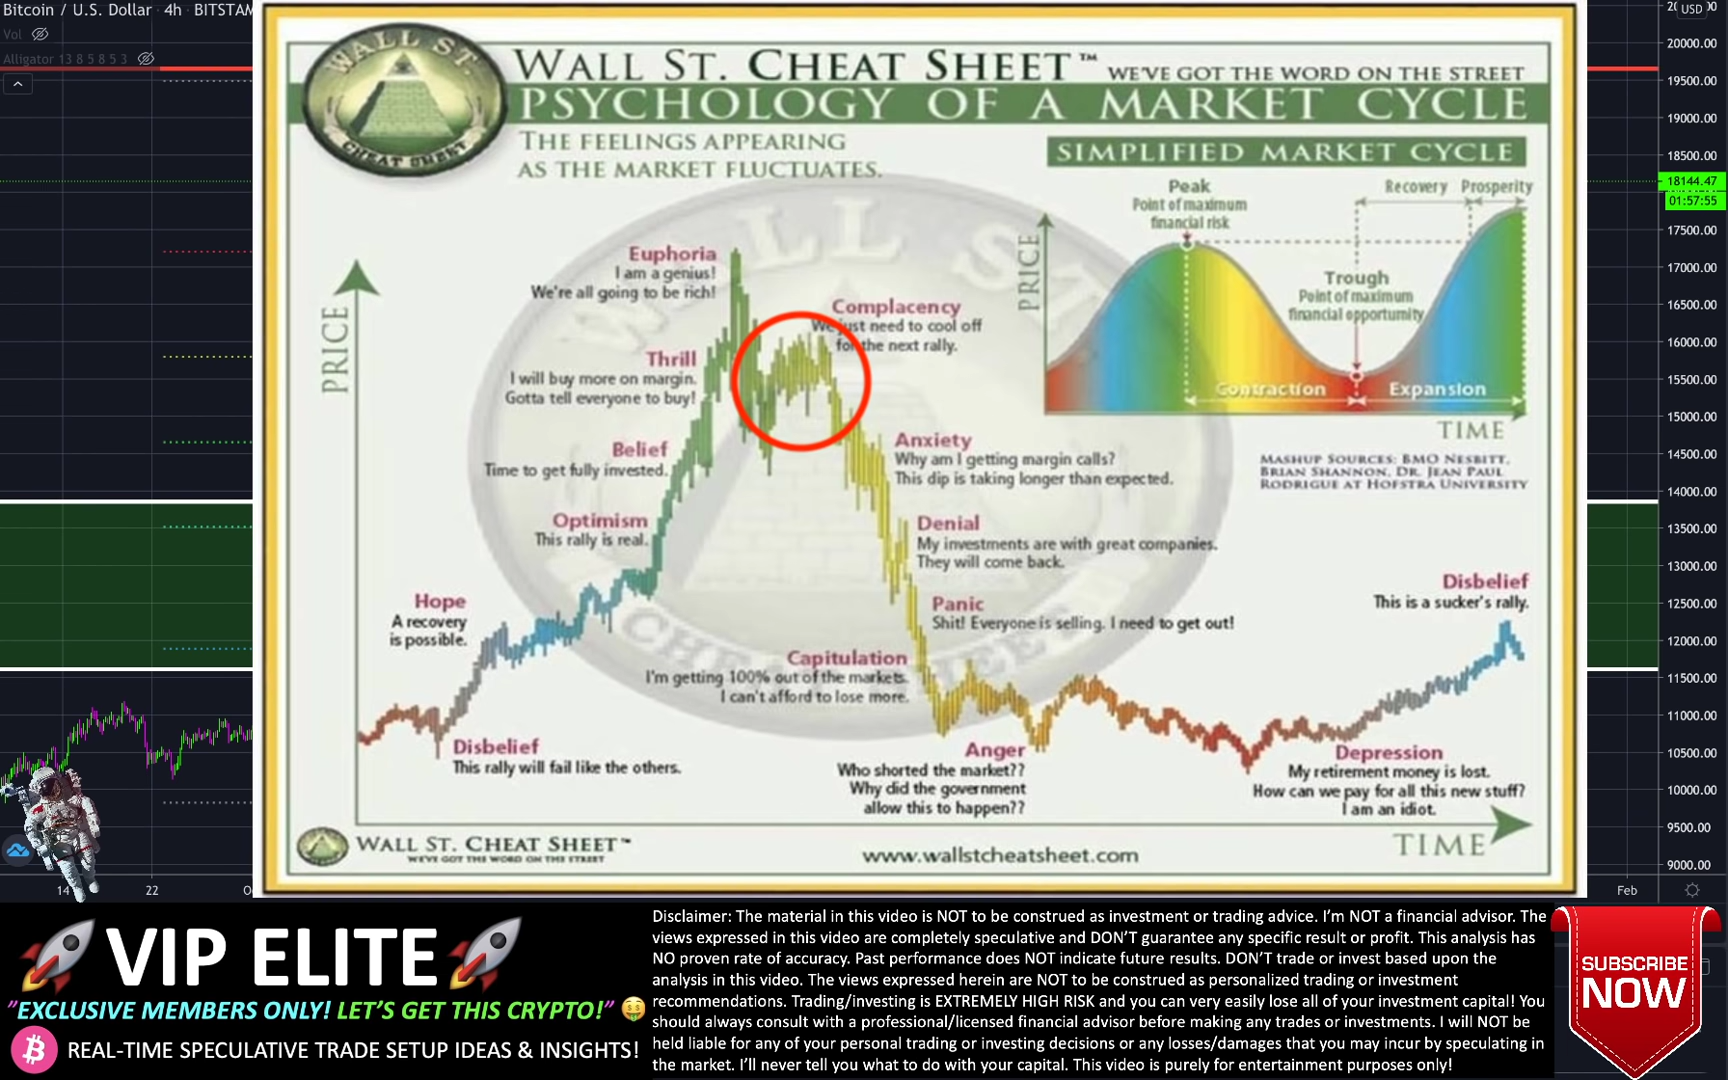 Bitcoin / U.S. Dollar 4h BITSTAM
Vol
Alligator 13 8 5 8 5 3
WALL ST.
CHEAT SHEET
WALL ST. CHEAT SHEET™ WE'VE GOT THE WORD ON THE STREET
PSYCHOLOGY OF A MARKET CYCLE
THE FEELINGS APPEARING
AS THE MARKET FLUCTUATES.
SIMPLIFIED MARKET CYCLE
Peak
Point of maximum
financial risk
Recovery Prosperity
Trough
Point of maximum
financial opportunity
Contraction Expansion
PRICE
TIME
MASHUP SOURCES: BMO NESBITT,
BRIAN SHANNON, DR. JEAN PAUL
RODRIGUE AT HOFSTRA UNIVERSITY
PRICE
Euphoria
I am a genius!
We're all going to be rich!
Complacency
We just need to cool off
for the next rally.
Thrill
I will buy more on margin.
Gotta tell everyone to buy!
Belief
Time to get fully invested.
Anxiety
Why am I getting margin calls?
This dip is taking longer than expected.
Optimism
This rally is real.
Denial
My investments are with great companies.
They will come back.
Hope
A recovery
is possible.
Panic
Shit! Everyone is selling. I need to get out!
Disbelief
This is a sucker's rally.
Capitulation
I'm getting 100% out of the markets.
I can't afford to lose more.
Disbelief
This rally will fail like the others.
Anger
Who shorted the market??
Why did the government
allow this to happen??
Depression
My retirement money is lost.
How can we pay for all this new stuff?
I am an idiot.
TIME
WALL ST. CHEAT SHEET™
WE'VE GOT THE WORD ON THE STREET
www.wallstcheatsheet.com
USD
20000.00
19500.00
19000.00
18500.00
18144.47
01:57:55
17500.00
17000.00
16500.00
16000.00
15500.00
15000.00
14500.00
14000.00
13500.00
13000.00
12500.00
12000.00
11500.00
11000.00
10500.00
10000.00
9500.00
9000.00
14 22 Feb
VIP ELITE
"EXCLUSIVE MEMBERS ONLY! LET'S GET THIS CRYPTO!"
REAL-TIME SPECULATIVE TRADE SETUP IDEAS & INSIGHTS!
Disclaimer: The material in this video is NOT to be construed as investment or trading advice. I'm NOT a financial advisor. The
views expressed in this video are completely speculative and DON'T guarantee any specific result or profit. This analysis has
NO proven rate of accuracy. Past performance does NOT indicate future results. DON'T trade or invest based upon the
analysis in this video. The views expressed herein are NOT to be construed as personalized trading or investment
recommendations. Trading/investing is EXTREMELY HIGH RISK and you can very easily lose all of your investment capital! You
should always consult with a professional/licensed financial advisor before making any trades or investments. I will NOT be
held liable for any of your personal trading or investing decisions or any losses/damages that you may incur by speculating in
the market. I'll never tell you what to do with your capital. This video is purely for entertainment purposes only!
SUBSCRIBE
NOW